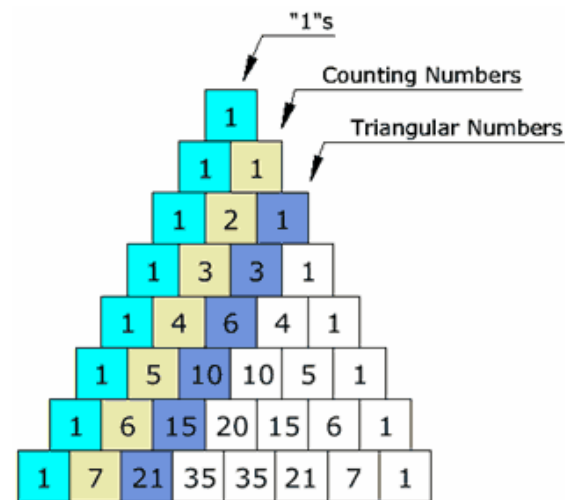 "1"s
Counting Numbers
Triangular Numbers
1
1 1
1 2 1
1 3 3 1
1 4 6 4 1
1 5 10 10 5 1
1 6 15 20 15 6 1
1 7 21 35 35 21 7 1